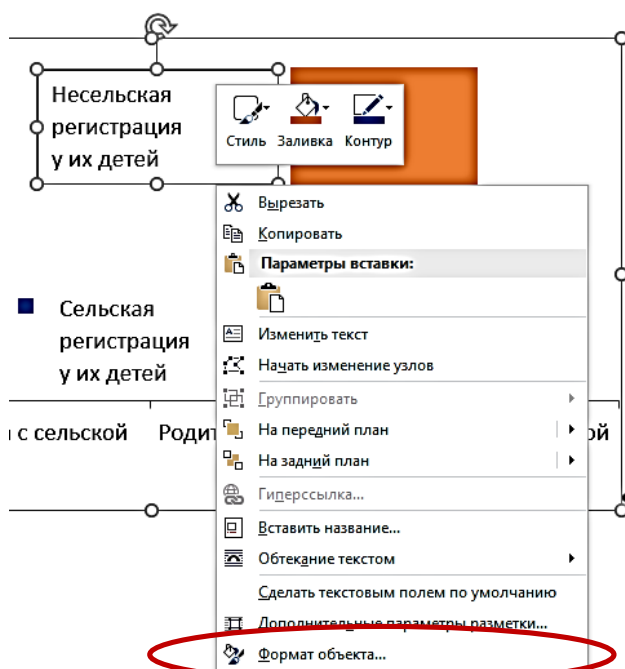 Несельская
регистрация
у их детей
Стиль Заливка Контур
Вырезать
Копировать
Параметры вставки:
Изменить текст
Начать изменение узлов
Группировать
На передний план
На задний план
Гиперссылка...
Вставить название...
Обтекание текстом
Сделать текстовым полем по умолчанию
Дополнительные параметры разметки...
Формат объекта...
Сельская
регистрация
у их детей
с сельской Родит ой